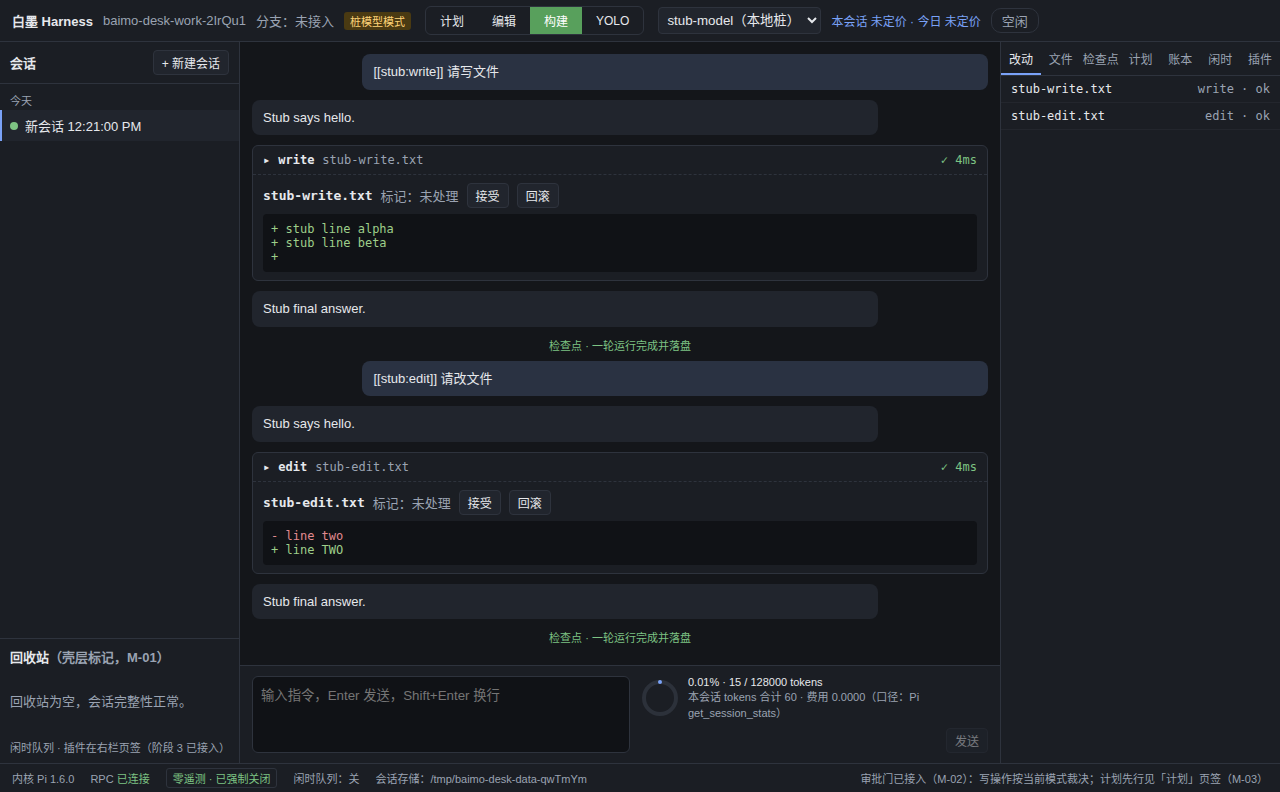 白墨 Harness baimo-desk-work-2IrQu1 分支：未接入 桩模型模式 计划 编辑 构建 YOLO stub-model（本地桩） 本会话 未定价 · 今日 未定价 空闲
会话 + 新建会话
今天
新会话 12:21:00 PM
回收站（壳层标记，M-01）
回收站为空，会话完整性正常。
闲时队列 · 插件在右栏页签（阶段 3 已接入）
[[stub:write]] 请写文件
Stub says hello.
▸ write stub-write.txt ✓ 4ms
stub-write.txt 标记：未处理 接受 回滚
+ stub line alpha
+ stub line beta
+
Stub final answer.
检查点 · 一轮运行完成并落盘
[[stub:edit]] 请改文件
Stub says hello.
▸ edit stub-edit.txt ✓ 4ms
stub-edit.txt 标记：未处理 接受 回滚
- line two
+ line TWO
Stub final answer.
检查点 · 一轮运行完成并落盘
输入指令，Enter 发送，Shift+Enter 换行
0.01% · 15 / 128000 tokens
本会话 tokens 合计 60 · 费用 0.0000（口径：Pi
get_session_stats）
发送
改动 文件 检查点 计划 账本 闲时 插件
stub-write.txt write · ok
stub-edit.txt edit · ok
内核 Pi 1.6.0 RPC 已连接 零遥测 · 已强制关闭 闲时队列：关 会话存储：/tmp/baimo-desk-data-qwTmYm 审批门已接入（M-02）：写操作按当前模式裁决；计划先行见「计划」页签（M-03）